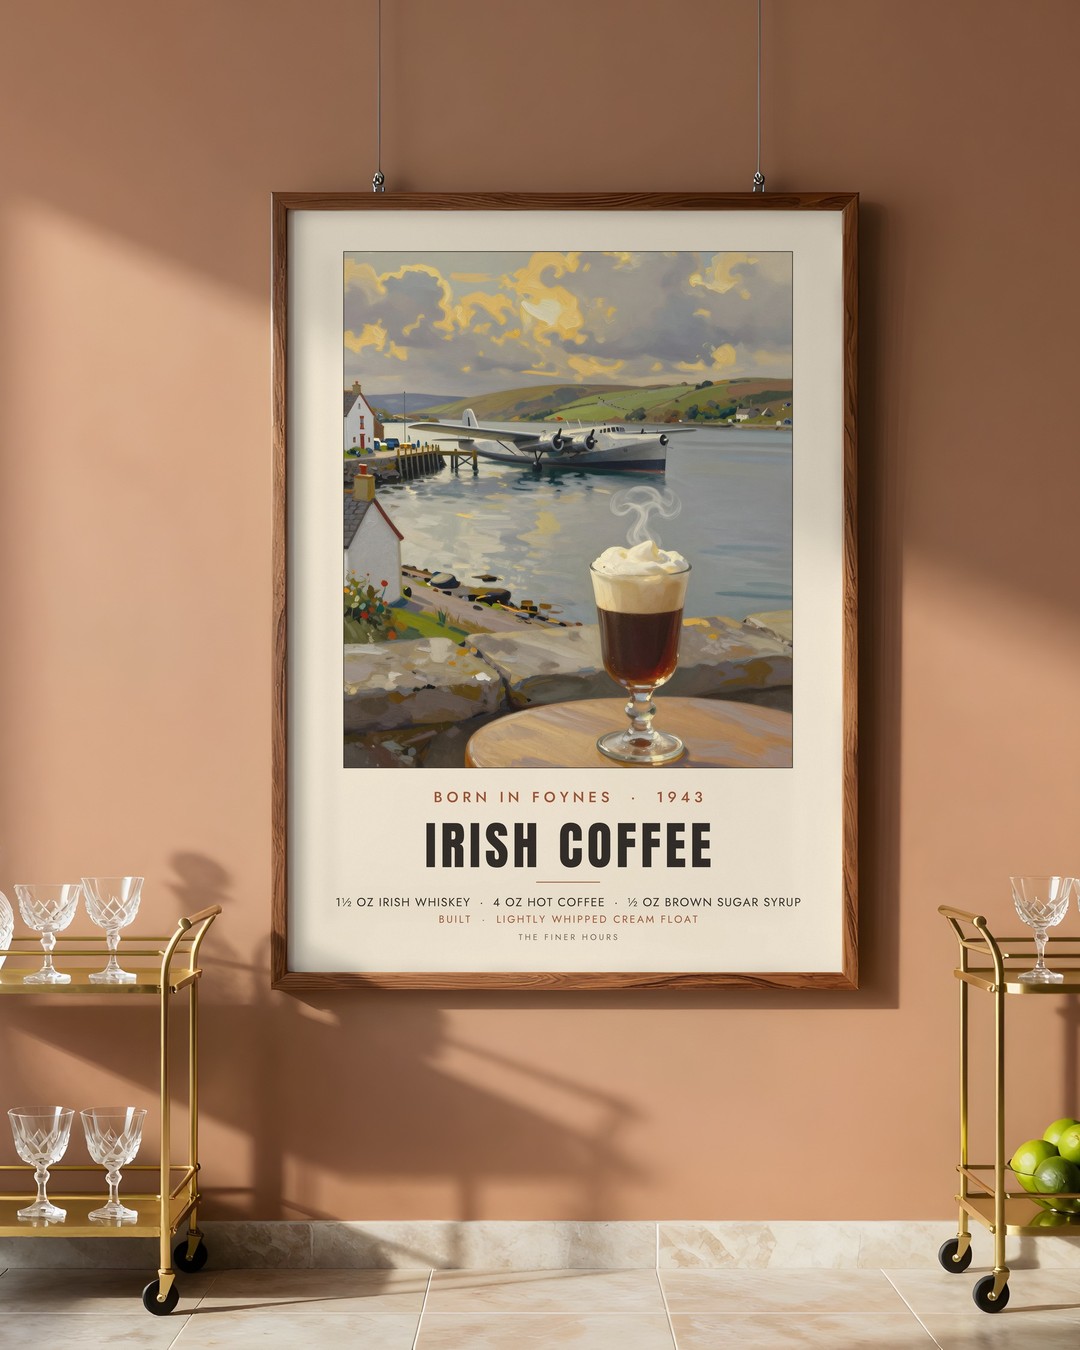 BORN IN FOYNES · 1943
IRISH COFFEE
1½ OZ IRISH WHISKEY · 4 OZ HOT COFFEE · ½ OZ BROWN SUGAR SYRUP
BUILT · LIGHTLY WHIPPED CREAM FLOAT
THE FINER HOURS